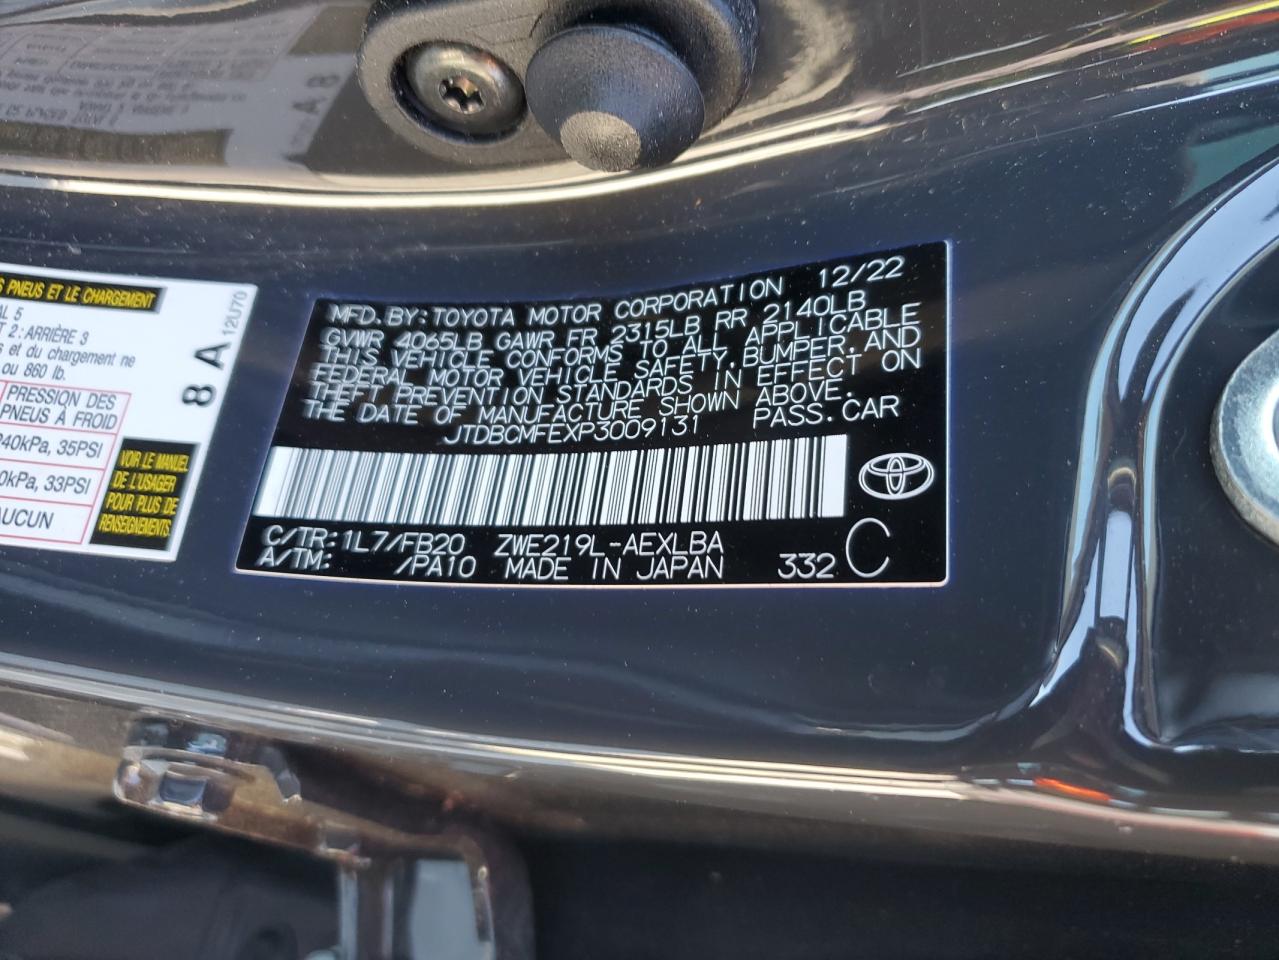 S PNEUS ET LE CHARGEMENT
AL 5
T 2 : ARRIÈRE 3
s et du chargement ne
ou 860 lb.
PRESSION DES
PNEUS À FROID
240kPa, 35PSI
0kPa, 33PSI
AUCUN
VOIR LE MANUEL
DE L'USAGER
POUR PLUS DE
RENSEIGNEMENTS.
8 A
12U70
MFD. BY: TOYOTA MOTOR CORPORATION 12/22
GVWR 4065LB GAWR FR 2315LB RR 2140LB
THIS VEHICLE CONFORMS TO ALL APPLICABLE
FEDERAL MOTOR VEHICLE SAFETY, BUMPER, AND
THEFT PREVENTION STANDARDS IN EFFECT ON
THE DATE OF MANUFACTURE SHOWN ABOVE.
JTDBCMFEXP3009131 PASS. CAR
C/TR: 1L7/FB20 ZWE219L-AEXLBA
A/TM: /PA10 MADE IN JAPAN 332 C